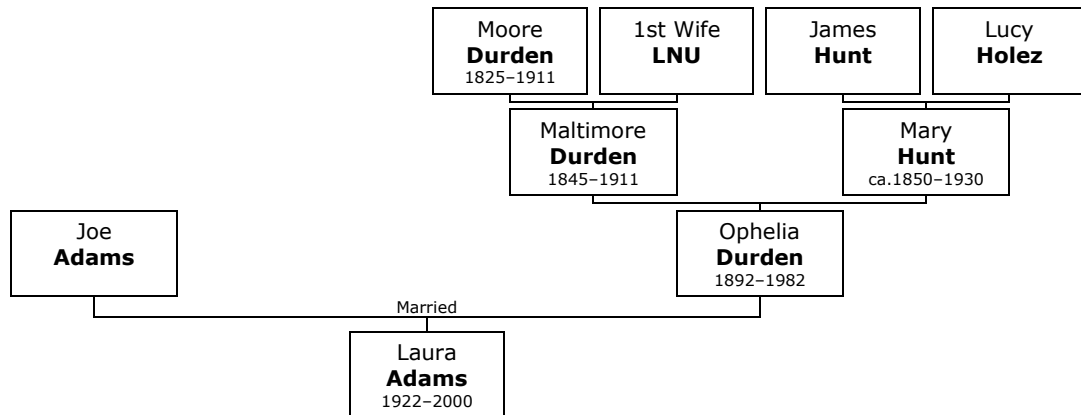 Moore
Durden
1825–1911
1st Wife
LNU
James
Hunt
Lucy
Holez
Maltimore
Durden
1845–1911
Mary
Hunt
ca.1850–1930
Joe
Adams
Ophelia
Durden
1892–1982
Married
Laura
Adams
1922–2000